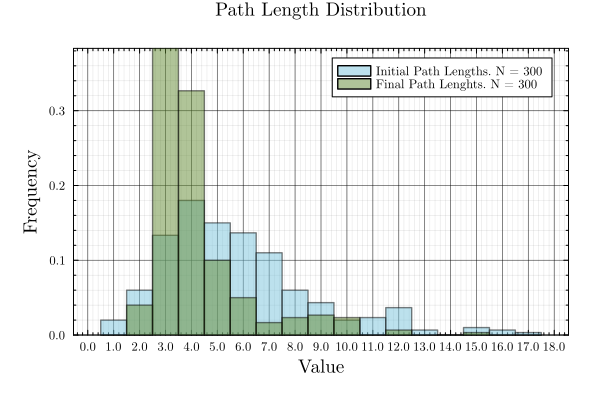 Path Length Distribution
Initial Path Lengths. N = 300
Final Path Lenghts. N = 300
Frequency
0.3
0.2
0.1
0.0
0.0 1.0 2.0 3.0 4.0 5.0 6.0 7.0 8.0 9.0 10.0 11.0 12.0 13.0 14.0 15.0 16.0 17.0 18.0
Value